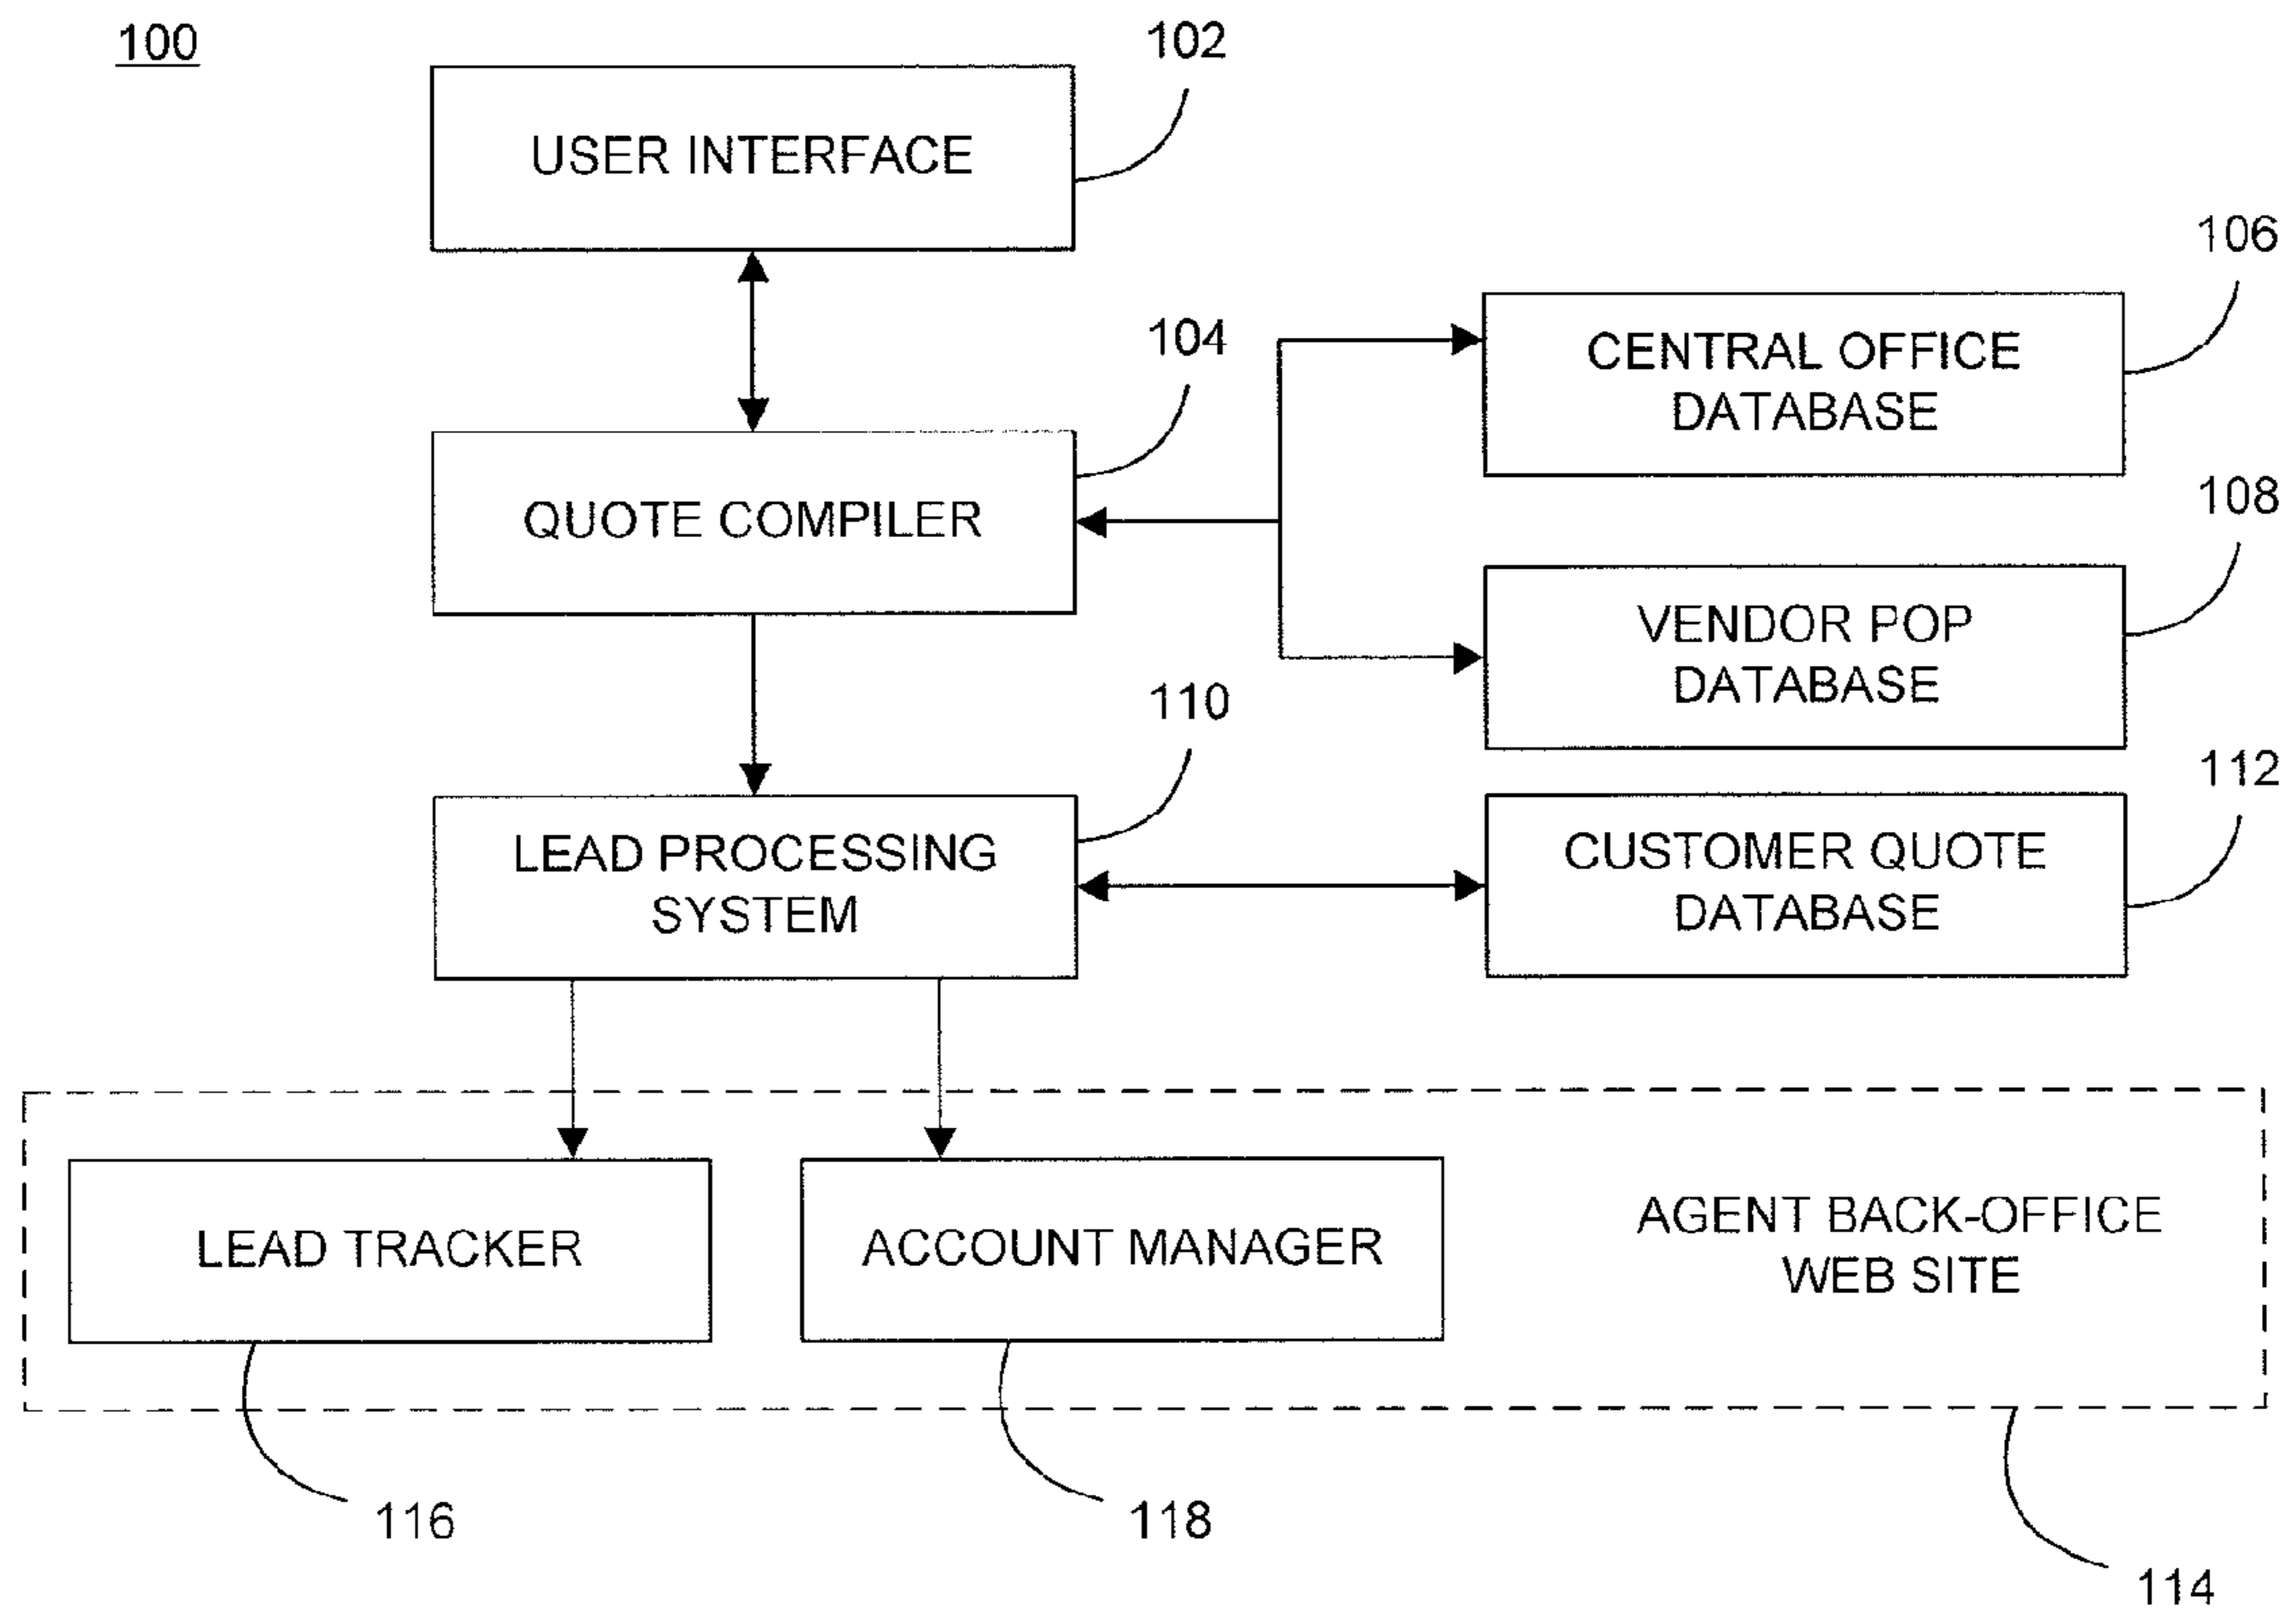 100
102
USER INTERFACE
106
104
CENTRAL OFFICE
DATABASE
108
QUOTE COMPILER
VENDOR POP
DATABASE
110
112
LEAD PROCESSING
SYSTEM
CUSTOMER QUOTE
DATABASE
LEAD TRACKER
ACCOUNT MANAGER
AGENT BACK-OFFICE
WEB SITE
116
118
114